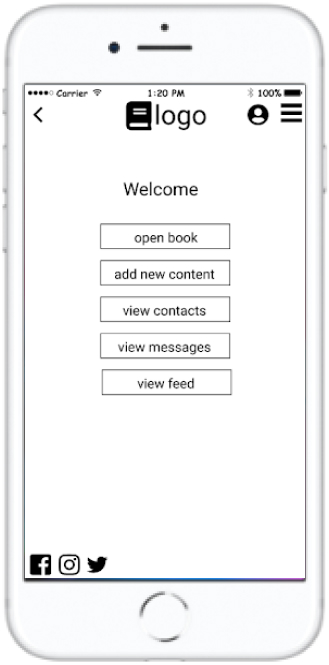 Carrier 1:20 PM 100%
logo
Welcome
open book
add new content
view contacts
view messages
view feed